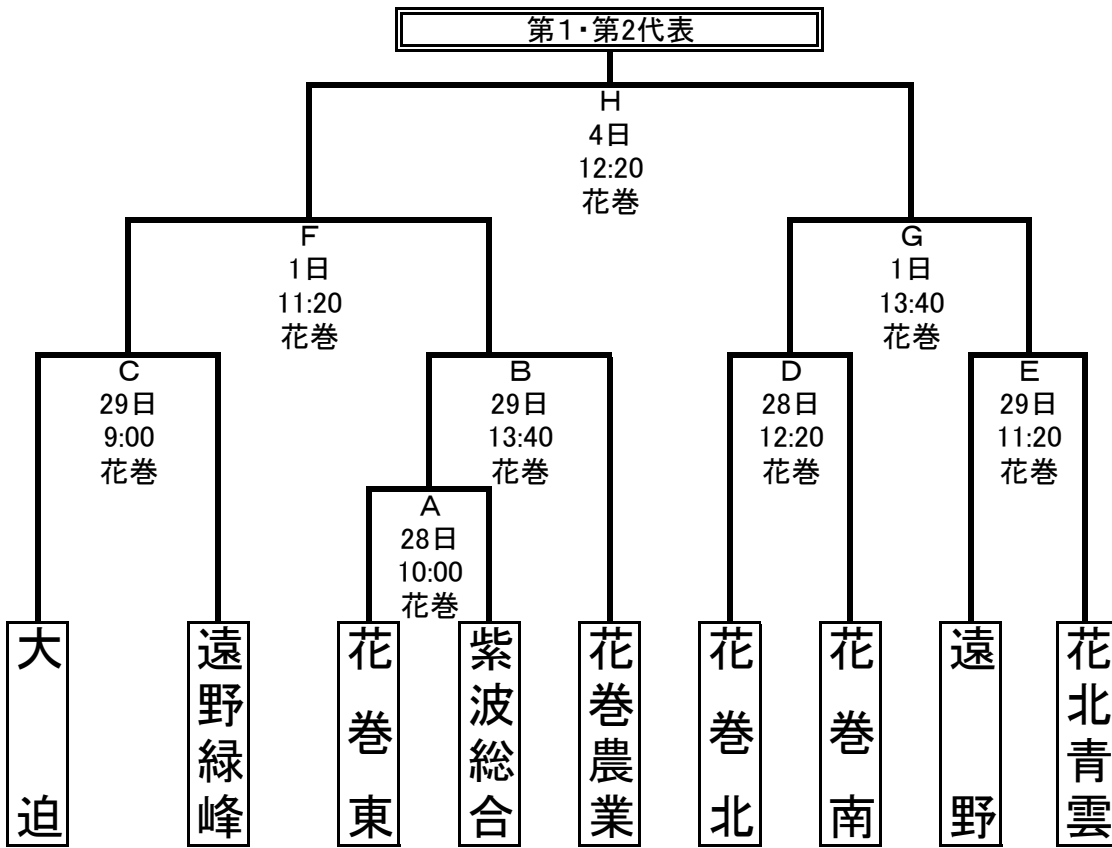 第1・第2代表
H
4日
12:20
花巻
F
1日
11:20
花巻
G
1日
13:40
花巻
C
29日
9:00
花巻
B
29日
13:40
花巻
D
28日
12:20
花巻
E
29日
11:20
花巻
A
28日
10:00
花巻
大迫
遠野緑峰
花巻東
紫波総合
花巻農業
花巻北
花巻南
遠野
花北青雲